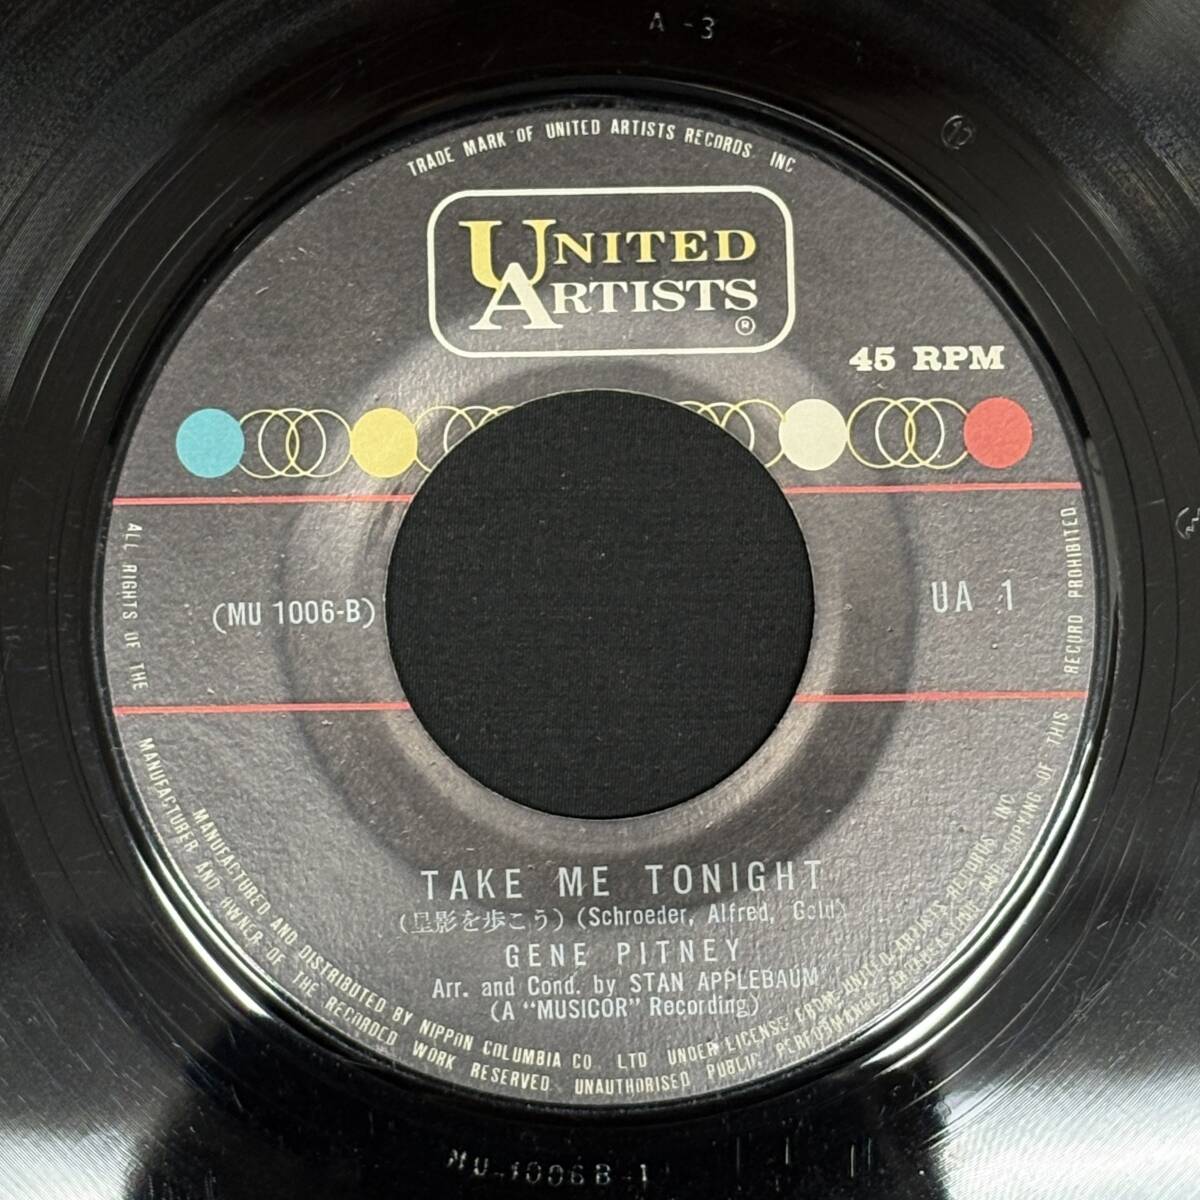 A-3
TRADE MARK OF UNITED ARTISTS RECORDS, INC
UNITED
ARTISTS
®
45 RPM
(MU 1006-B)
UA 1
TAKE ME TONIGHT
(星影を歩こう) (Schroeder, Alfred, Gold)
GENE PITNEY
Arr. and Cond. by STAN APPLEBAUM
(A "MUSICOR" Recording)
MANUFACTURED AND DISTRIBUTED BY NIPPON COLUMBIA CO. LTD UNDER LICENSE FROM UNITED ARTISTS RECORDS INC
ALL RIGHTS OF THE MANUFACTURER AND OWNER OF THE RECORDED WORK RESERVED UNAUTHORISED PUBLIC PERFORMANCE BROADCASTING AND COPYING OF THIS RECORD PROHIBITED
MU-1006B-1